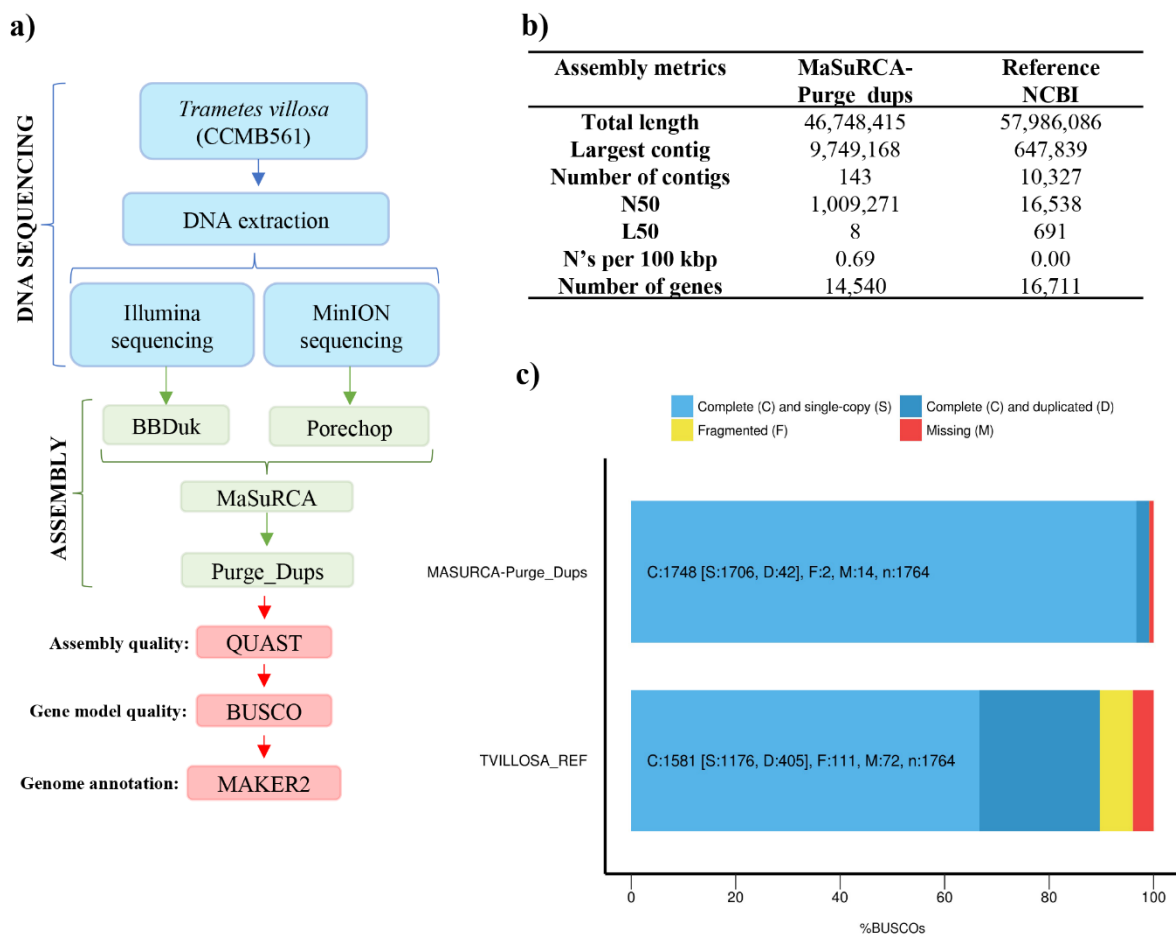 a)
DNA SEQUENCING
Trametes villosa
(CCMB561)
DNA extraction
Illumina
sequencing
MinION
sequencing
ASSEMBLY
BBDuk
Porechop
MaSuRCA
Purge_Dups
Assembly quality: QUAST
Gene model quality: BUSCO
Genome annotation: MAKER2
b)
Assembly metrics MaSuRCA-Purge_dups Reference NCBI
Total length 46,748,415 57,986,086
Largest contig 9,749,168 647,839
Number of contigs 143 10,327
N50 1,009,271 16,538
L50 8 691
N's per 100 kbp 0.69 0.00
Number of genes 14,540 16,711
c)
Complete (C) and single-copy (S) Complete (C) and duplicated (D)
Fragmented (F) Missing (M)
MASURCA-Purge_Dups
C:1748 [S:1706, D:42], F:2, M:14, n:1764
TVILLOSA_REF
C:1581 [S:1176, D:405], F:111, M:72, n:1764
0 20 40 60 80 100
%BUSCOs